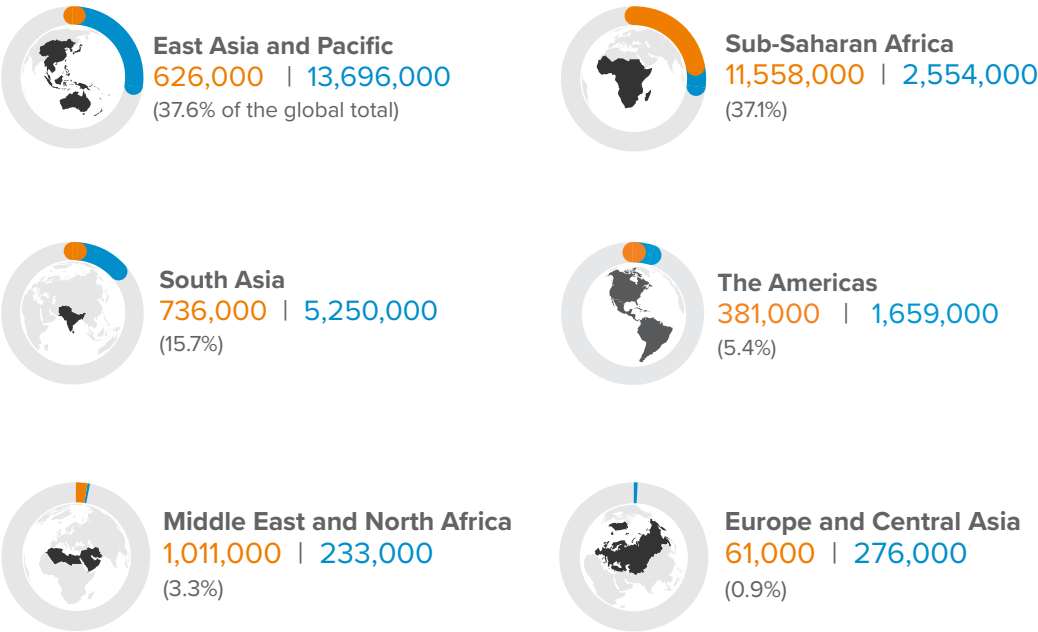 East Asia and Pacific
626,000 | 13,696,000
(37.6% of the global total)
Sub-Saharan Africa
11,558,000 | 2,554,000
(37.1%)
South Asia
736,000 | 5,250,000
(15.7%)
The Americas
381,000 | 1,659,000
(5.4%)
Middle East and North Africa
1,011,000 | 233,000
(3.3%)
Europe and Central Asia
61,000 | 276,000
(0.9%)